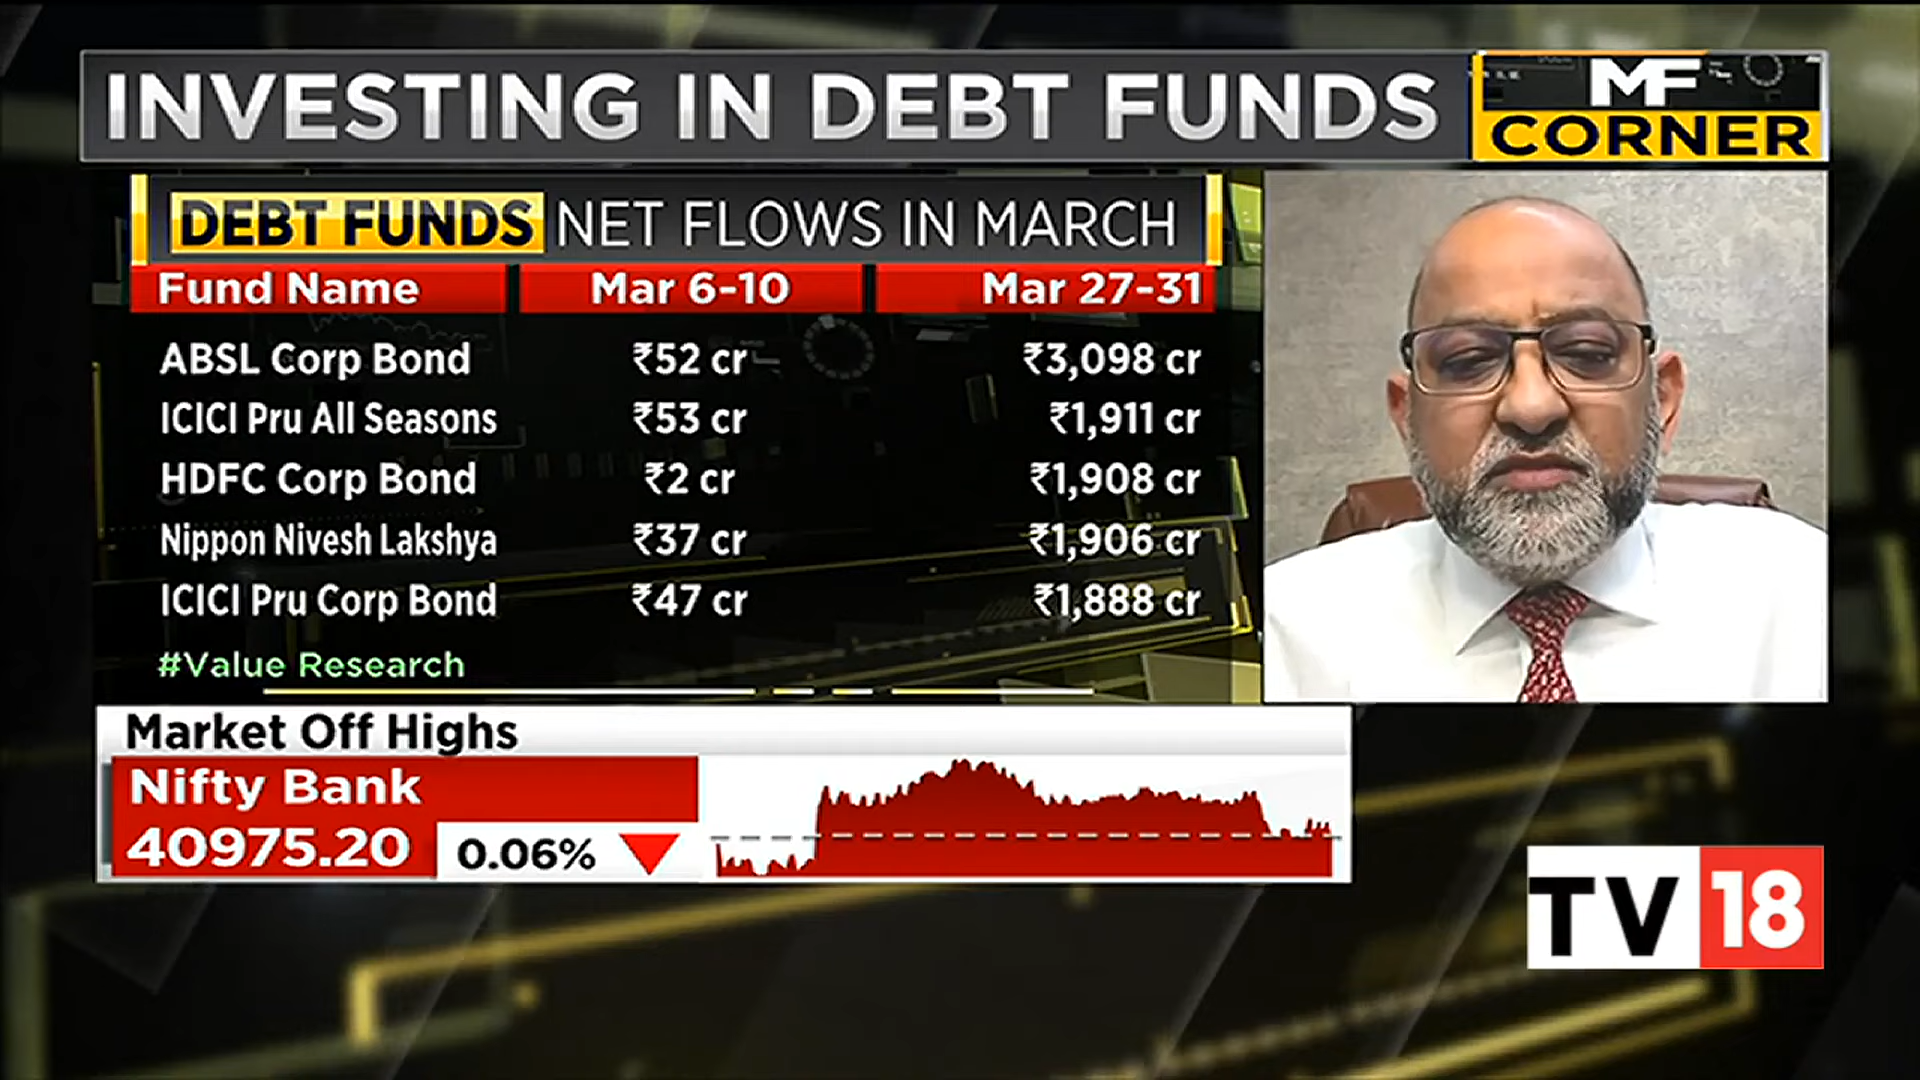 INVESTING IN DEBT FUNDS
MF
CORNER
DEBT FUNDS NET FLOWS IN MARCH
Fund Name Mar 6-10 Mar 27-31
ABSL Corp Bond ₹52 cr ₹3,098 cr
ICICI Pru All Seasons ₹53 cr ₹1,911 cr
HDFC Corp Bond ₹2 cr ₹1,908 cr
Nippon Nivesh Lakshya ₹37 cr ₹1,906 cr
ICICI Pru Corp Bond ₹47 cr ₹1,888 cr
#Value Research
Market Off Highs
Nifty Bank
40975.20 0.06%
TV18